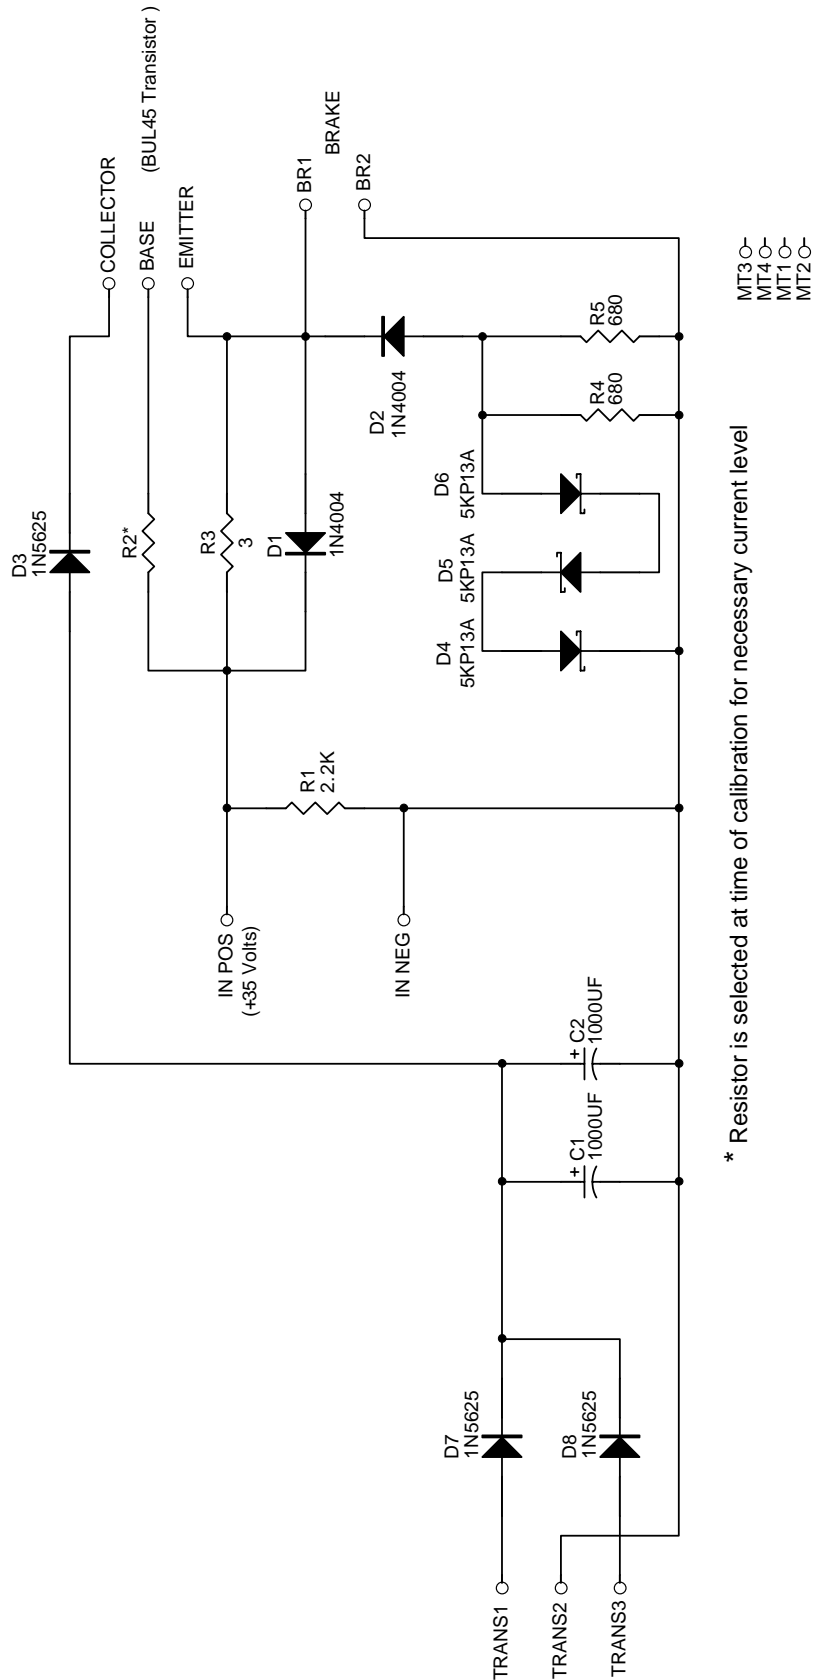 COLLECTOR
BASE
(BUL45 Transistor )
EMITTER
BR1
BRAKE
BR2
D3
1N5625
R2*
R3
3
D1
1N4004
D2
1N4004
R5
680
R4
680
D6
5KP13A
D5
5KP13A
D4
5KP13A
R1
2.2K
IN POS
(+35 Volts)
IN NEG
+
C2
1000UF
+
C1
1000UF
D7
1N5625
D8
1N5625
TRANS1
TRANS2
TRANS3
MT3
MT4
MT1
MT2
* Resistor is selected at time of calibration for necessary current level